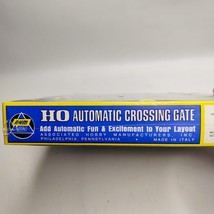 AHM
HO AUTOMATIC CROSSING GATE
Add Automatic Fun & Excitement to Your Layout
ASSOCIATED HOBBY MANUFACTURERS, INC.
PHILADELPHIA, PENNSYLVANIA • MADE IN ITALY